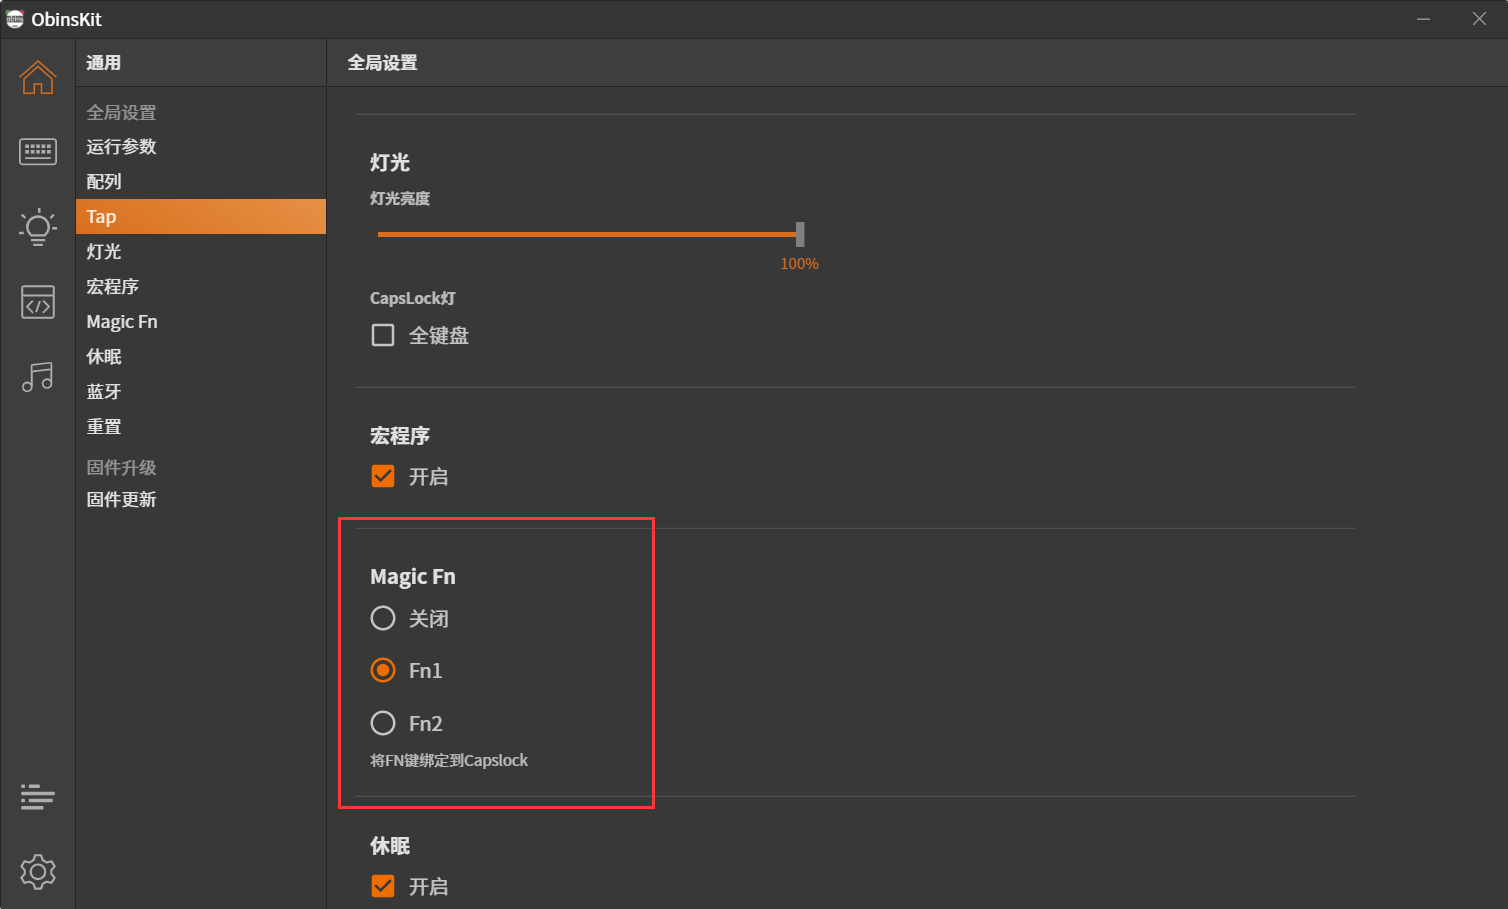 ObinsKit
通用
全局设置
运行参数
配列
Tap
灯光
宏程序
Magic Fn
休眠
蓝牙
重置
固件升级
固件更新
全局设置
灯光
灯光亮度
100%
CapsLock灯
全键盘
宏程序
开启
Magic Fn
关闭
Fn1
Fn2
将FN键绑定到Capslock
休眠
开启